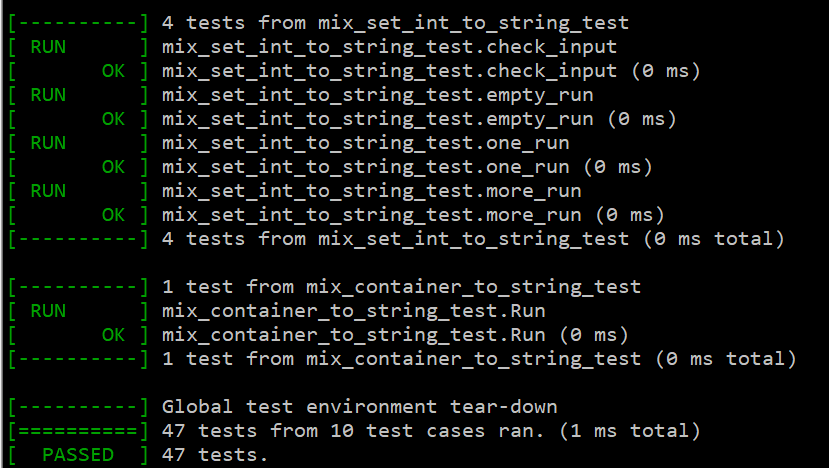 [----------] 4 tests from mix_set_int_to_string_test
[ RUN      ] mix_set_int_to_string_test.check_input
[       OK ] mix_set_int_to_string_test.check_input (0 ms)
[ RUN      ] mix_set_int_to_string_test.empty_run
[       OK ] mix_set_int_to_string_test.empty_run (0 ms)
[ RUN      ] mix_set_int_to_string_test.one_run
[       OK ] mix_set_int_to_string_test.one_run (0 ms)
[ RUN      ] mix_set_int_to_string_test.more_run
[       OK ] mix_set_int_to_string_test.more_run (0 ms)
[----------] 4 tests from mix_set_int_to_string_test (0 ms total)
[----------] 1 test from mix_container_to_string_test
[ RUN      ] mix_container_to_string_test.Run
[       OK ] mix_container_to_string_test.Run (0 ms)
[----------] 1 test from mix_container_to_string_test (0 ms total)
[----------] Global test environment tear-down
[==========] 47 tests from 10 test cases ran. (1 ms total)
[  PASSED  ] 47 tests.